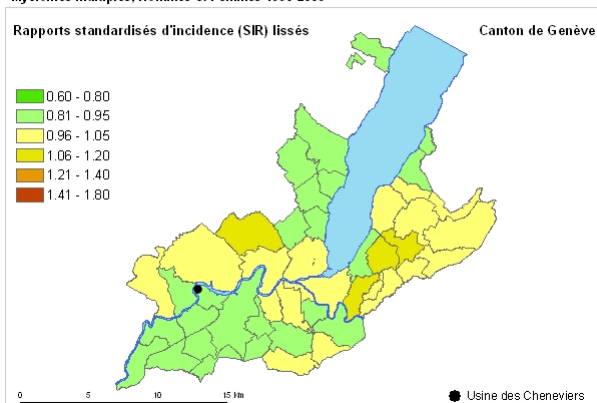 Rapports standardisés d'incidence (SIR) lissés
Canton de Genève
0.60 - 0.80
0.81 - 0.95
0.96 - 1.05
1.06 - 1.20
1.21 - 1.40
1.41 - 1.80
0 5 10 15 Km
Usine des Cheneviers